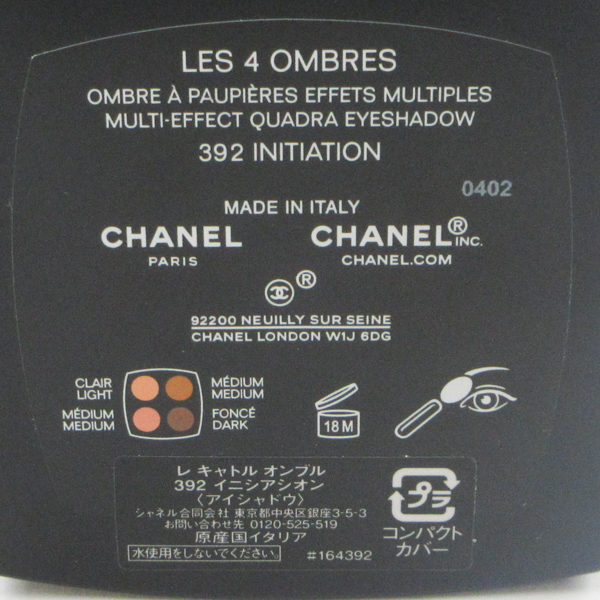 LES 4 OMBRES
OMBRE À PAUPIÈRES EFFETS MULTIPLES
MULTI-EFFECT QUADRA EYESHADOW
392 INITIATION
0402
MADE IN ITALY
CHANEL
PARIS
CHANEL® INC.
CHANEL.COM
®
92200 NEUILLY SUR SEINE
CHANEL LONDON W1J 6DG
CLAIR
LIGHT
MÉDIUM
MEDIUM
MÉDIUM
MEDIUM
FONCÉ
DARK
18 M
レ キャトル オンブル
392 イニシアシオン
〈アイシャドウ〉
シャネル合同会社 東京都中央区銀座3-5-3
お問い合わせ先 0120-525-519
原産国イタリア
水使用をしないでください。
#164392
プラ
コンパクト
カバー